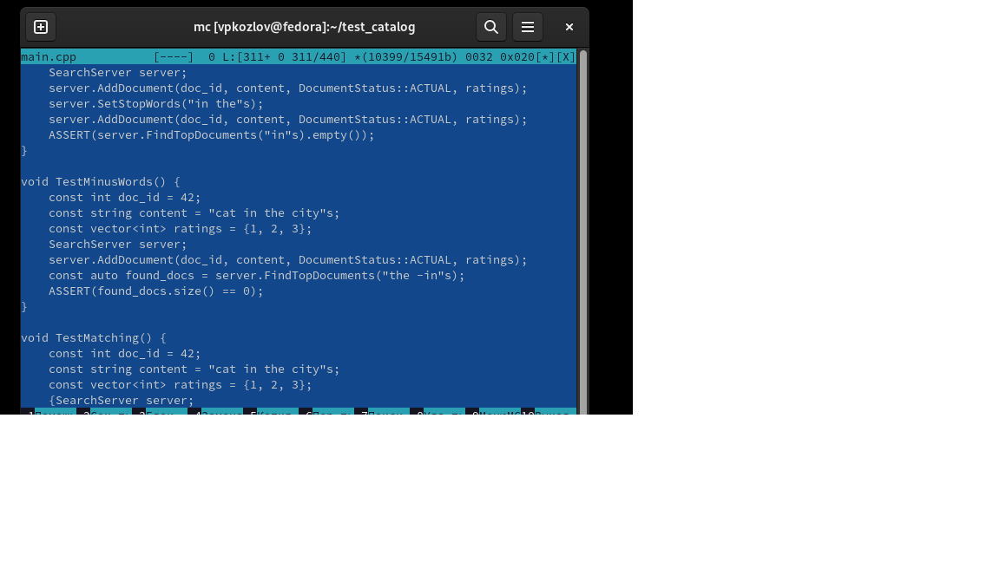 mc [vpkozlov@fedora]:~/test_catalog
main.cpp [----] 0 L:[311+ 0 311/440] *(10399/15491b) 0032 0x020[*][X]
SearchServer server;
server.AddDocument(doc_id, content, DocumentStatus::ACTUAL, ratings);
server.SetStopWords("in the"s);
server.AddDocument(doc_id, content, DocumentStatus::ACTUAL, ratings);
ASSERT(server.FindTopDocuments("in"s).empty());
}
void TestMinusWords() {
const int doc_id = 42;
const string content = "cat in the city"s;
const vector<int> ratings = {1, 2, 3};
SearchServer server;
server.AddDocument(doc_id, content, DocumentStatus::ACTUAL, ratings);
const auto found_docs = server.FindTopDocuments("the -in"s);
ASSERT(found_docs.size() == 0);
}
void TestMatching() {
const int doc_id = 42;
const string content = "cat in the city"s;
const vector<int> ratings = {1, 2, 3};
{SearchServer server;